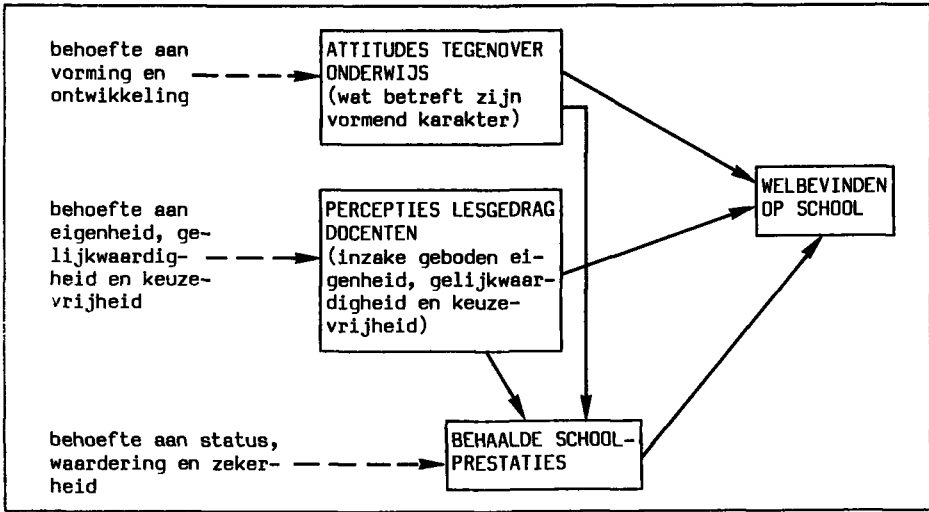 behoefte aan
vorming en
ontwikkeling
ATTITUDES TEGENOVER
ONDERWIJS
(wat betreft zijn
vormend karakter)
WELBEVINDEN
OP SCHOOL
behoefte aan
eigenheid, ge-
lijkwaardig-
heid en keuze-
vrijheid
PERCEPTIES LESGEDRAG
DOCENTEN
(inzake geboden ei-
genheid, gelijkwaar-
digheid en keuze-
vrijheid)
behoefte aan status,
waardering en zeker-
heid
BEHAALDE SCHOOL-
PRESTATIES